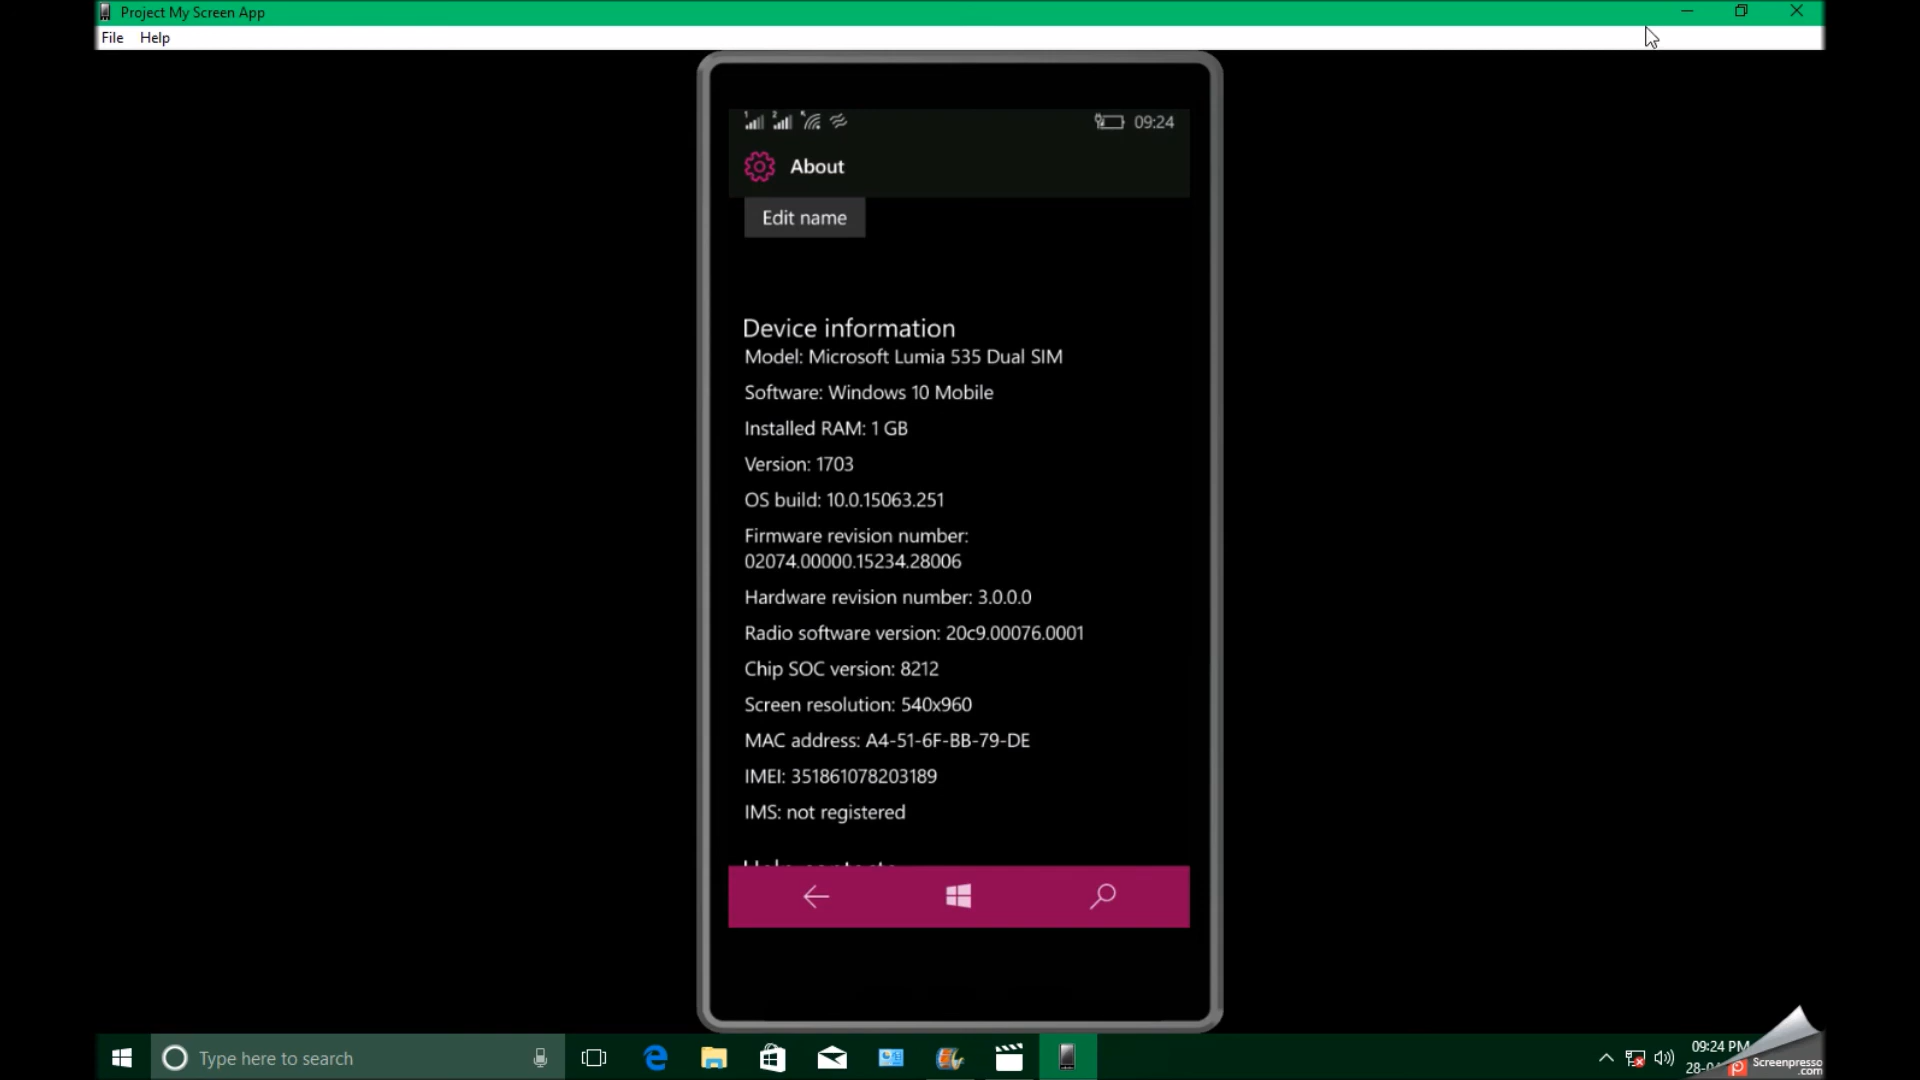 Project My Screen App
File Help
1 2 09:24
About
Edit name
Device information
Model: Microsoft Lumia 535 Dual SIM
Software: Windows 10 Mobile
Installed RAM: 1 GB
Version: 1703
OS build: 10.0.15063.251
Firmware revision number:
02074.00000.15234.28006
Hardware revision number: 3.0.0.0
Radio software version: 20c9.00076.0001
Chip SOC version: 8212
Screen resolution: 540x960
MAC address: A4-51-6F-BB-79-DE
IMEI: 351861078203189
IMS: not registered
Type here to search
09:24 PM
Screenpresso
.com